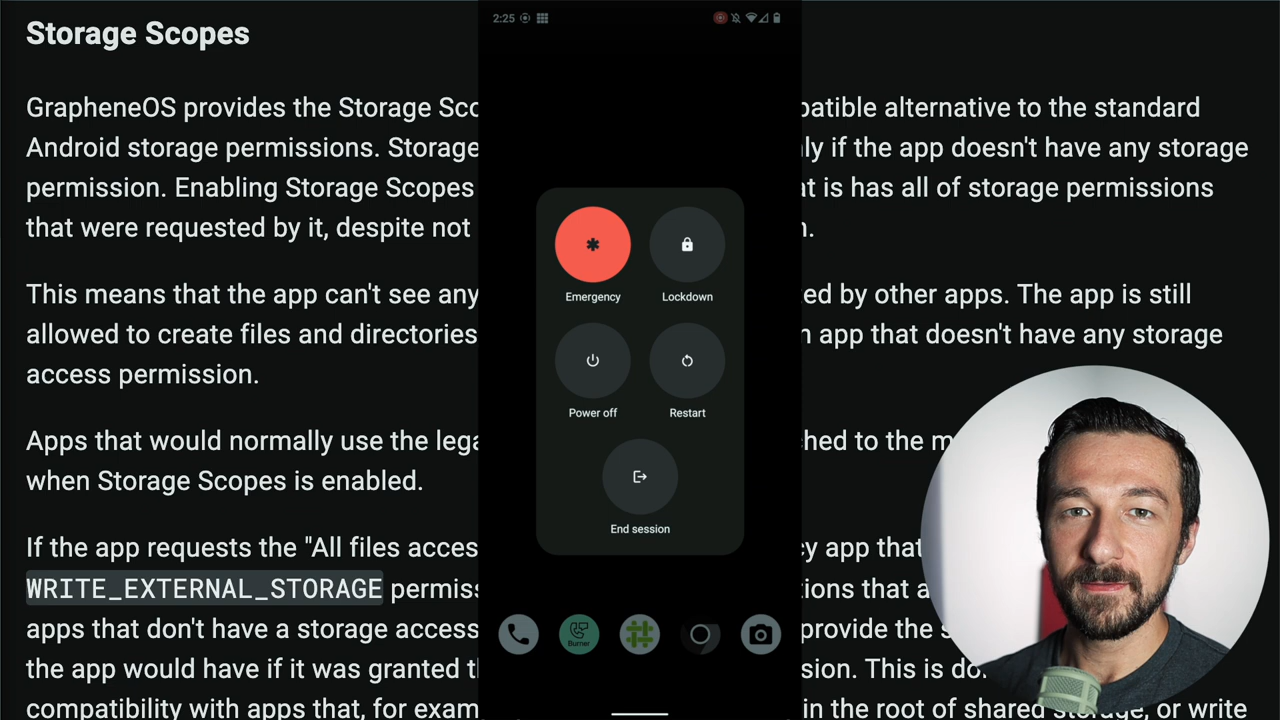 Storage Scopes
GrapheneOS provides the Storage Sco
patible alternative to the standard
Android storage permissions. Storage
ly if the app doesn't have any storage
permission. Enabling Storage Scopes
at is has all of storage permissions
that were requested by it, despite not
n.
This means that the app can't see any
ed by other apps. The app is still
allowed to create files and directories
n app that doesn't have any storage
access permission.
Apps that would normally use the lega
ched to the m
when Storage Scopes is enabled.
If the app requests the "All files acces
cy app that
WRITE_EXTERNAL_STORAGE permiss
tions that a
apps that don't have a storage access
provide the s
the app would have if it was granted t
sion. This is do
compatibility with apps that, for exam
in the root of shared storage, or write
2:25
Emergency
Lockdown
Power off
Restart
End session
Burner